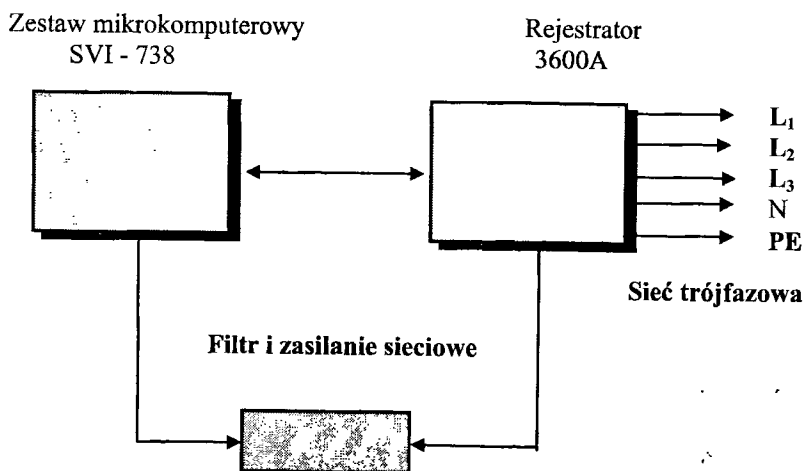 Zestaw mikrokomputerowy
SVI - 738
Rejestrator
3600A
L₁
L₂
L₃
N
PE
Sieć trójfazowa
Filtr i zasilanie sieciowe